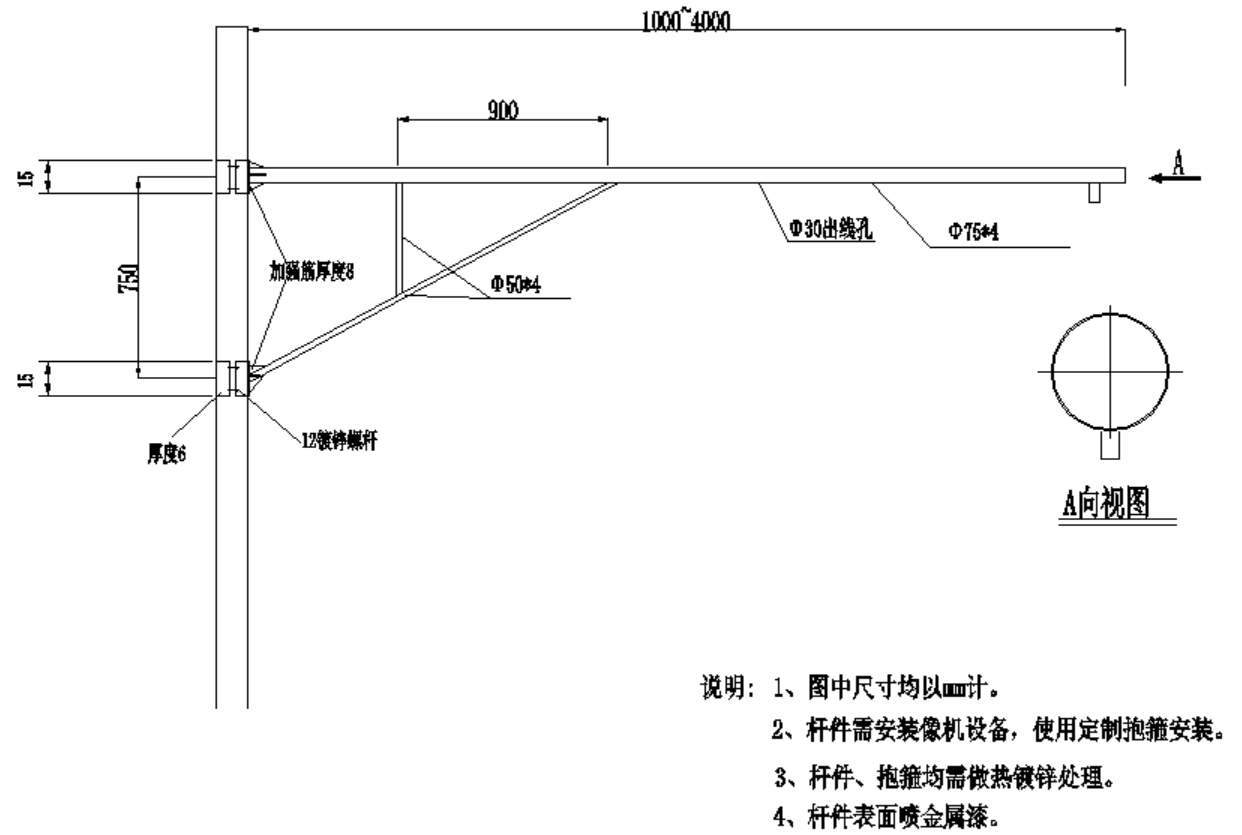 1000~4000
900
15
A
Φ30出线孔
Φ75*4
750
加强筋厚度8
Φ50*4
15
厚度6
12镀锌螺杆
A向视图
说明: 1、图中尺寸均以mm计。
2、杆件需安装像机设备，使用定制抱箍安装。
3、杆件、抱箍均需做热镀锌处理。
4、杆件表面喷金属漆。